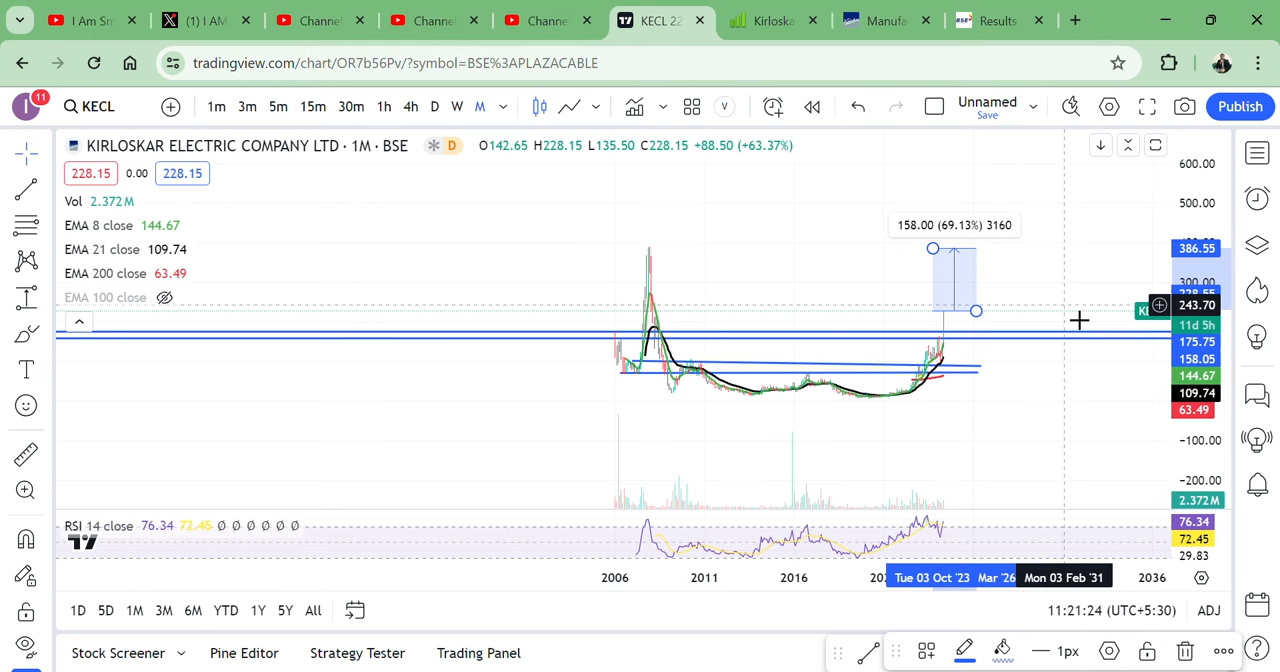 I Am Sn
(1) I AM
Channel
Channel
Channel
KECL 22
Kirloska
Manufa
Results
tradingview.com/chart/OR7b56Pv/?symbol=BSE%3APLAZACABLE
I
11
KECL
1m 3m 5m 15m 30m 1h 4h D W M
V
Unnamed
Save
Publish
KIRLOSKAR ELECTRIC COMPANY LTD · 1M · BSE
D
O142.65 H228.15 L135.50 C228.15 +88.50 (+63.37%)
228.15 0.00 228.15
Vol 2.372M
EMA 8 close 144.67
EMA 21 close 109.74
EMA 200 close 63.49
EMA 100 close
158.00 (69.13%) 3160
600.00
500.00
386.55
300.00
243.70
11d 5h
175.75
158.05
144.67
109.74
63.49
−100.00
−200.00
2.372M
RSI 14 close 76.34 72.45 Ø Ø Ø Ø Ø Ø
76.34
72.45
29.83
2006 2011 2016
Tue 03 Oct '23 Mar '26 Mon 03 Feb '31 2036
1D 5D 1M 3M 6M YTD 1Y 5Y All
11:21:24 (UTC+5:30) ADJ
Stock Screener Pine Editor Strategy Tester Trading Panel
1px